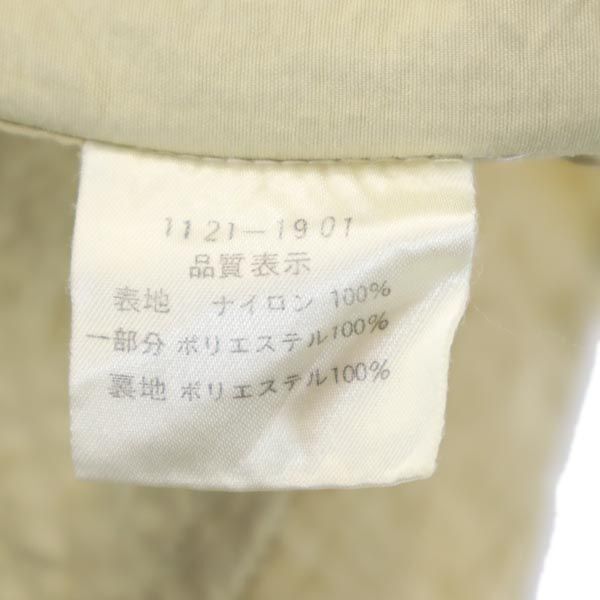 1121-1901
品質表示
表地 ナイロン 100%
一部分 ポリエステル100%
裏地 ポリエステル100%